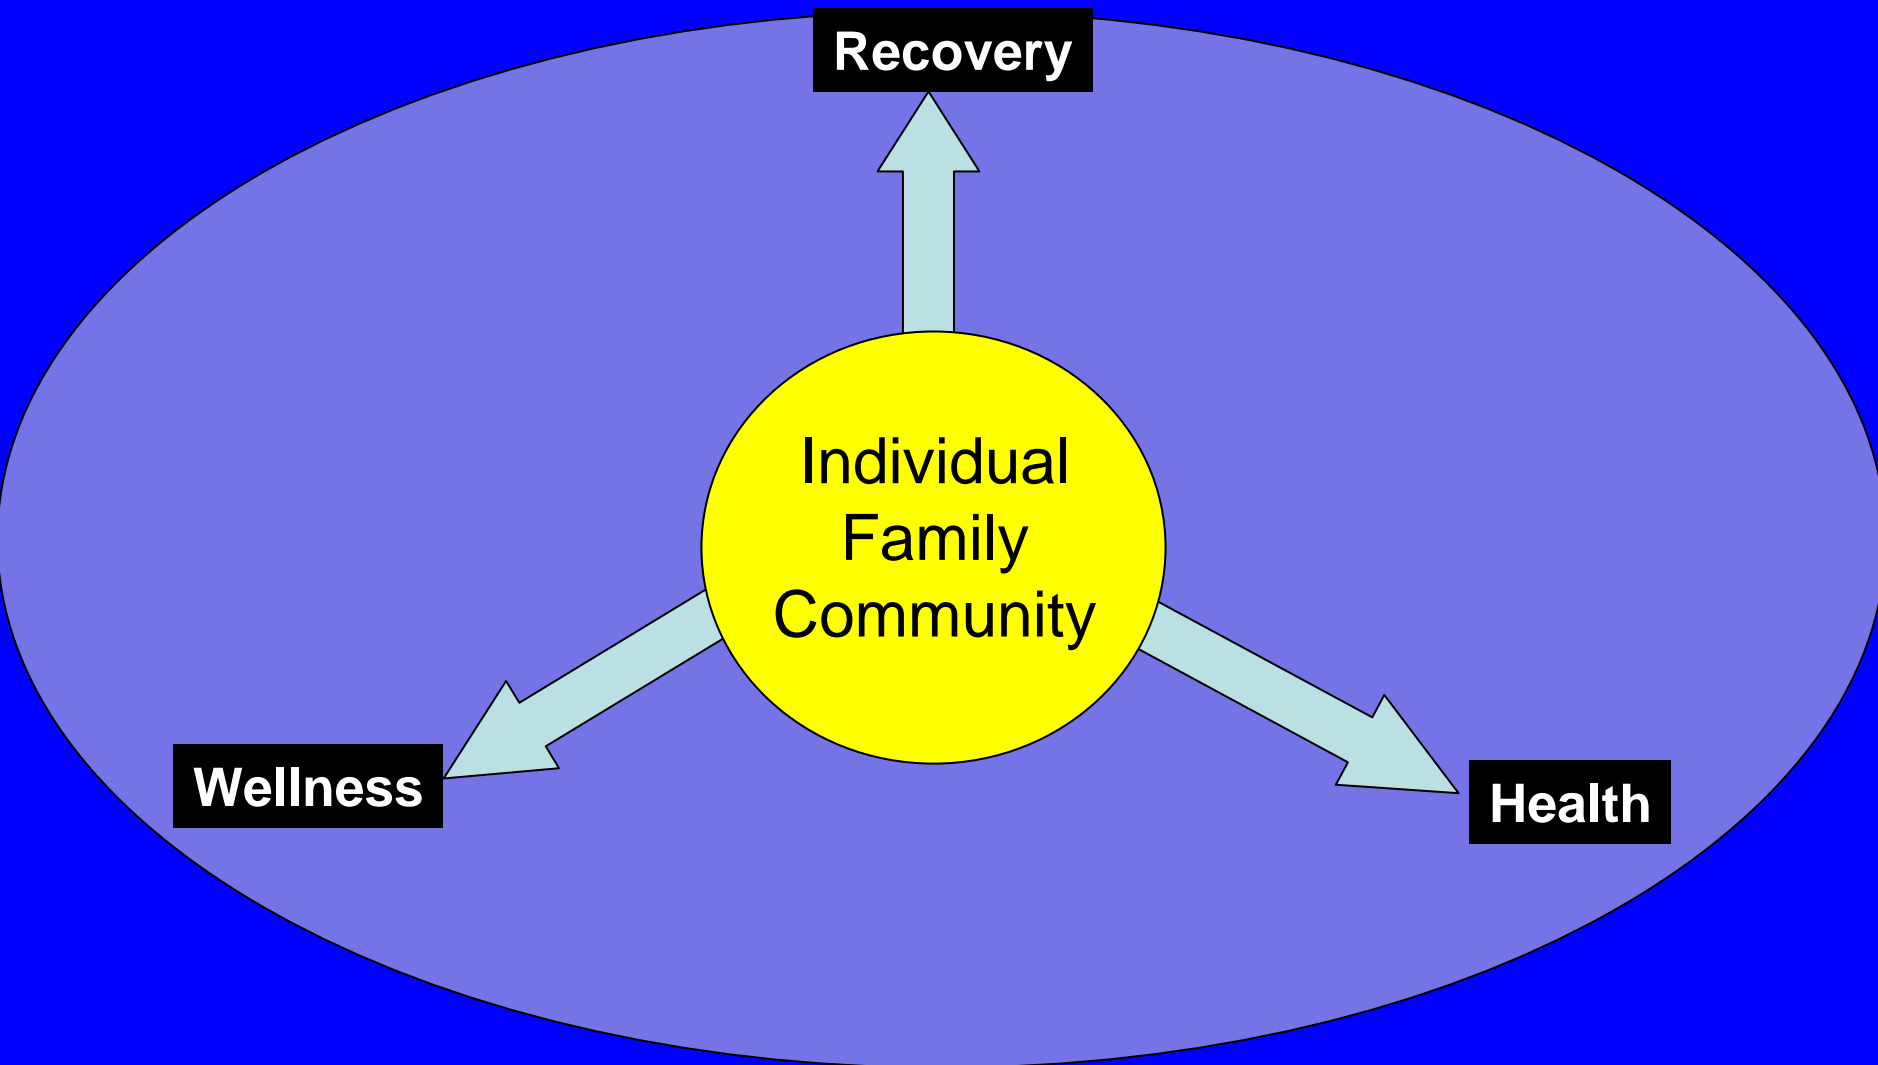 Recovery
Individual
Family
Community
Wellness
Health